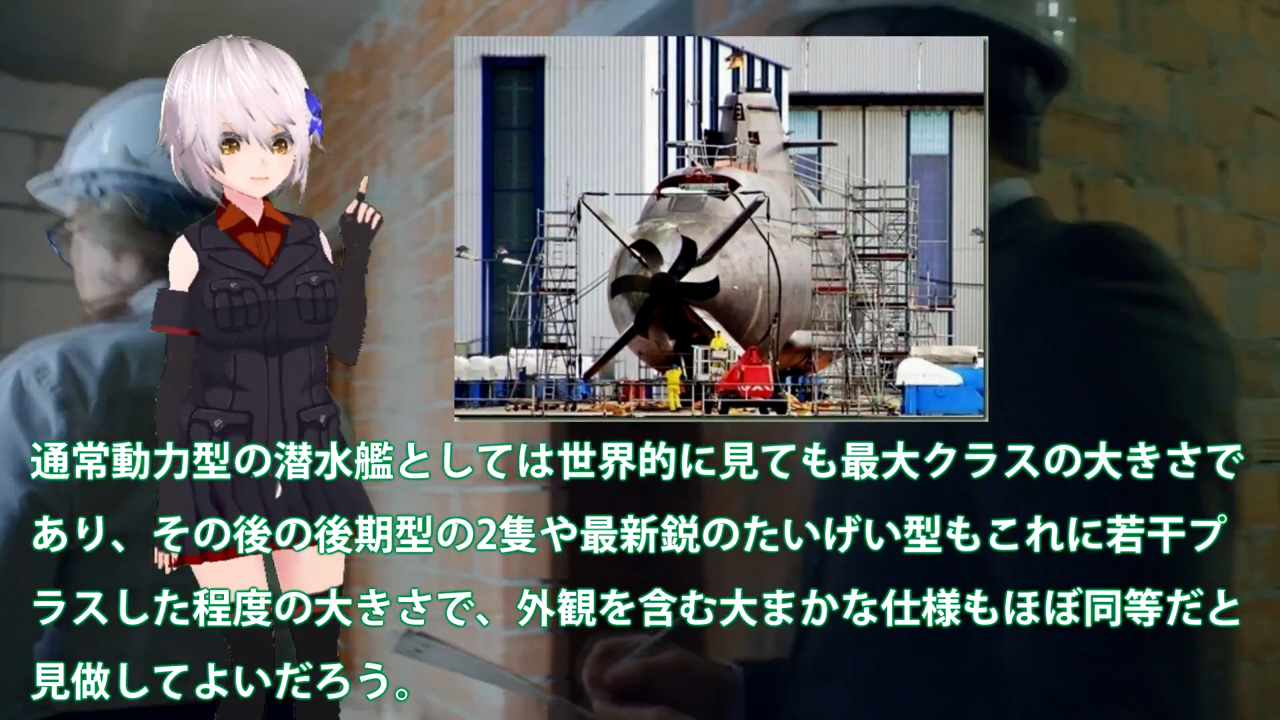 通常動力型の潜水艦としては世界的に見ても最大クラスの大きさで
あり、その後の後期型の2隻や最新鋭のたいげい型もこれに若干プ
ラスした程度の大きさで、外観を含む大まかな仕様もほぼ同等だと
見做してよいだろう。